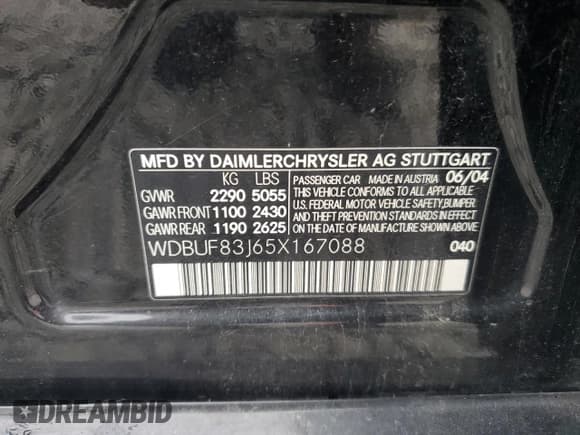 MFD BY DAIMLERCHRYSLER AG STUTTGART
KG LBS
GVWR 2290 5055
GAWR FRONT 1100 2430
GAWR REAR 1190 2625
PASSENGER CAR MADE IN AUSTRIA 06/04
THIS VEHICLE CONFORMS TO ALL APPLICABLE
U.S. FEDERAL MOTOR VEHICLE SAFETY,BUMPER
AND THEFT PREVENTION STANDARDS IN EFFECT
ON THE DATE OF MANUFACTURE SHOWN ABOVE
WDBUF83J65X167088
040
DREAMBID